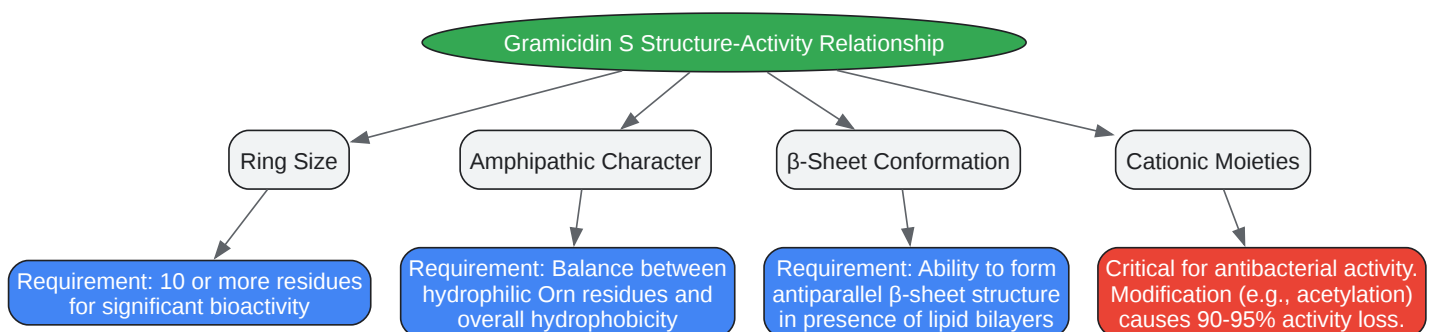 Gramicidin S Structure-Activity Relationship
Ring Size
Amphipathic Character
β-Sheet Conformation
Cationic Moieties
Requirement: 10 or more residues
for significant bioactivity
Requirement: Balance between
hydrophilic Orn residues and
overall hydrophobicity
Requirement: Ability to form
antiparallel β-sheet structure
in presence of lipid bilayers
Critical for antibacterial activity.
Modification (e.g., acetylation)
causes 90-95% activity loss.